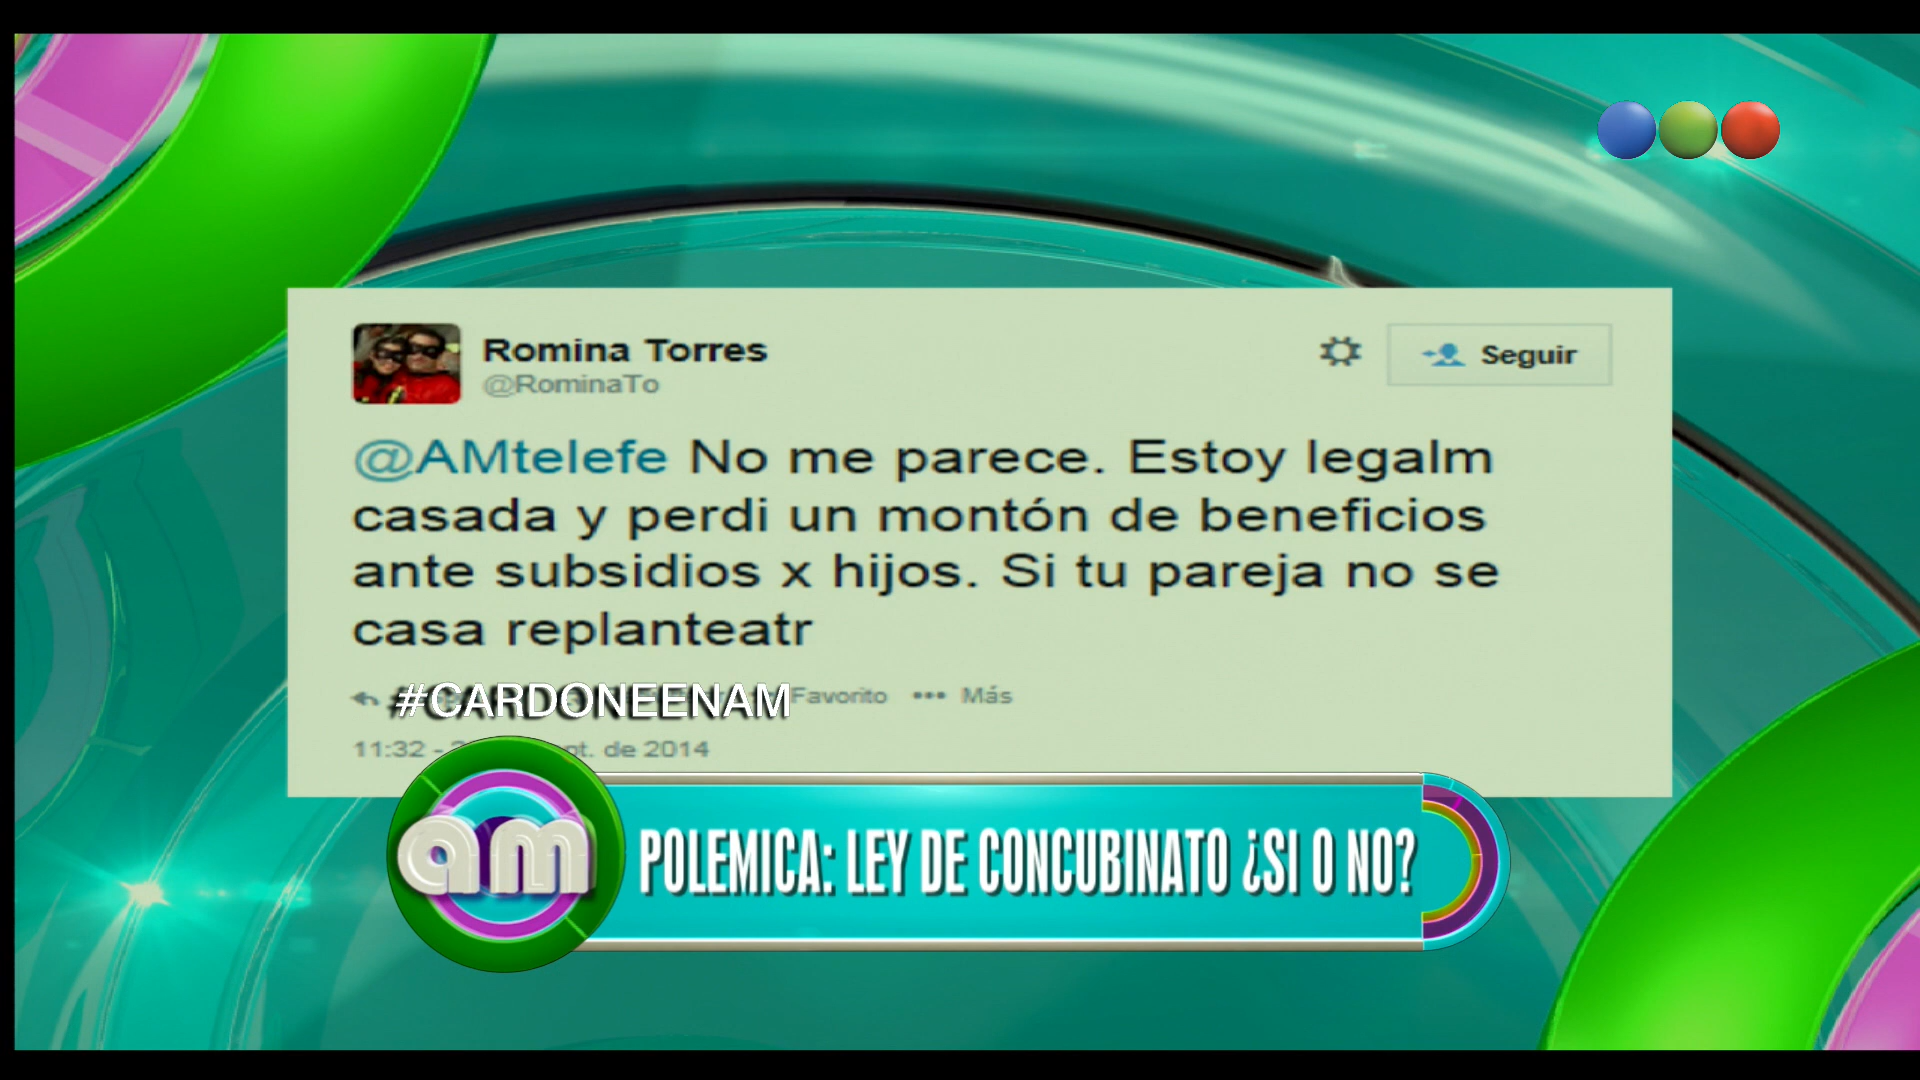 Romina Torres
@RominaTo
Seguir
@AMtelefe No me parece. Estoy legalm
casada y perdi un montón de beneficios
ante subsidios x hijos. Si tu pareja no se
casa replanteatr
#CARDONEENAM
Favorito ••• Más
11:32 - de 2014
am
POLEMICA: LEY DE CONCUBINATO ¿SI O NO?